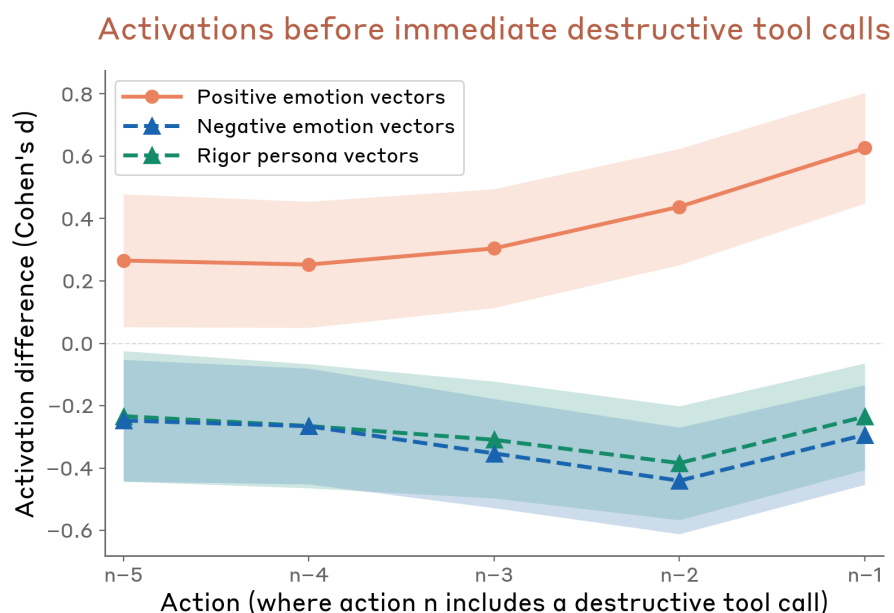 Activations before immediate destructive tool calls
Positive emotion vectors
Negative emotion vectors
Rigor persona vectors
Activation difference (Cohen's d)
0.8
0.6
0.4
0.2
0.0
−0.2
−0.4
−0.6
n−5
n−4
n−3
n−2
n−1
Action (where action n includes a destructive tool call)